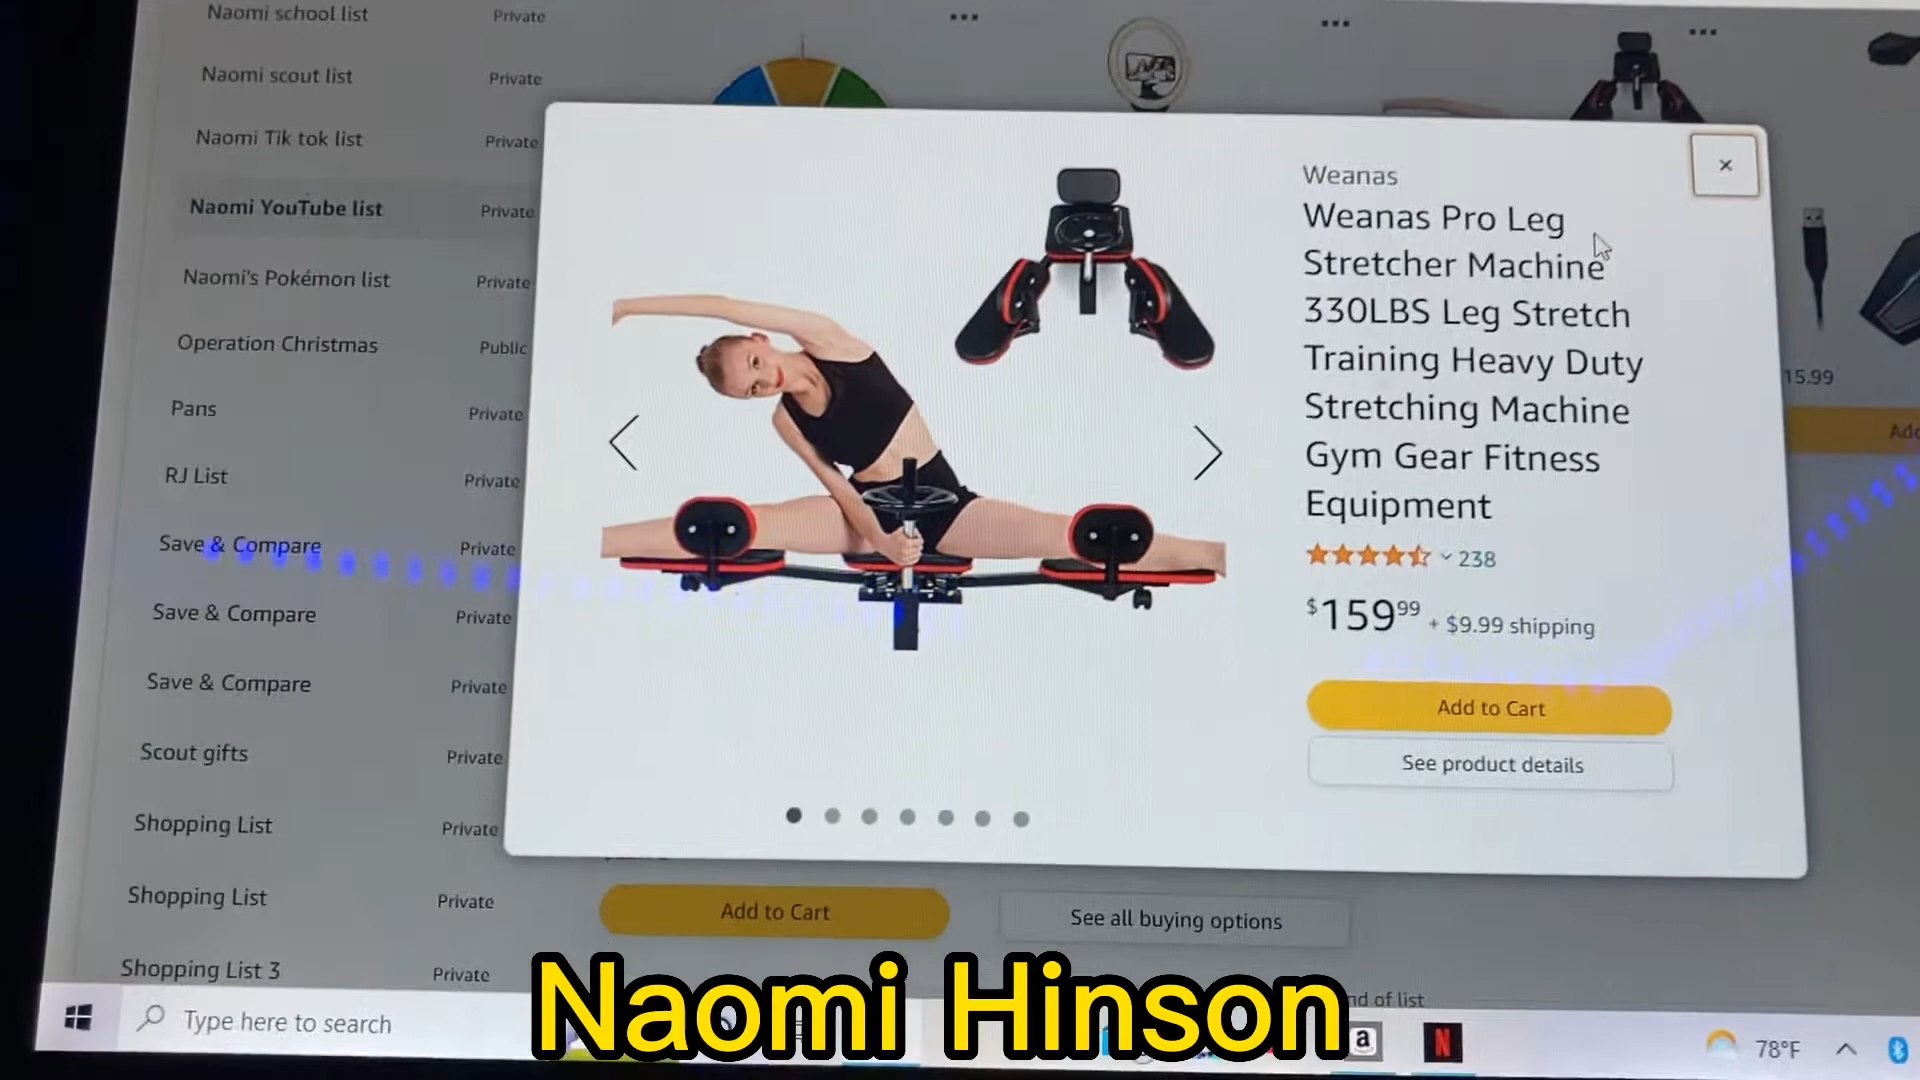 Naomi school list Private
Naomi scout list Private
Naomi Tik tok list Private
Naomi YouTube list Private
Naomi's Pokémon list Private
Operation Christmas Public
Pans Private
RJ List Private
Save & Compare Private
Save & Compare Private
Save & Compare Private
Scout gifts Private
Shopping List Private
Shopping List Private
Shopping List 3 Private
Weanas
Weanas Pro Leg
Stretcher Machine
330LBS Leg Stretch
Training Heavy Duty
Stretching Machine
Gym Gear Fitness
Equipment
238
$159.99 + $9.99 shipping
Add to Cart
See product details
15.99
Add to Cart
See all buying options
nd of list
Naomi Hinson
Type here to search
a
N
78°F